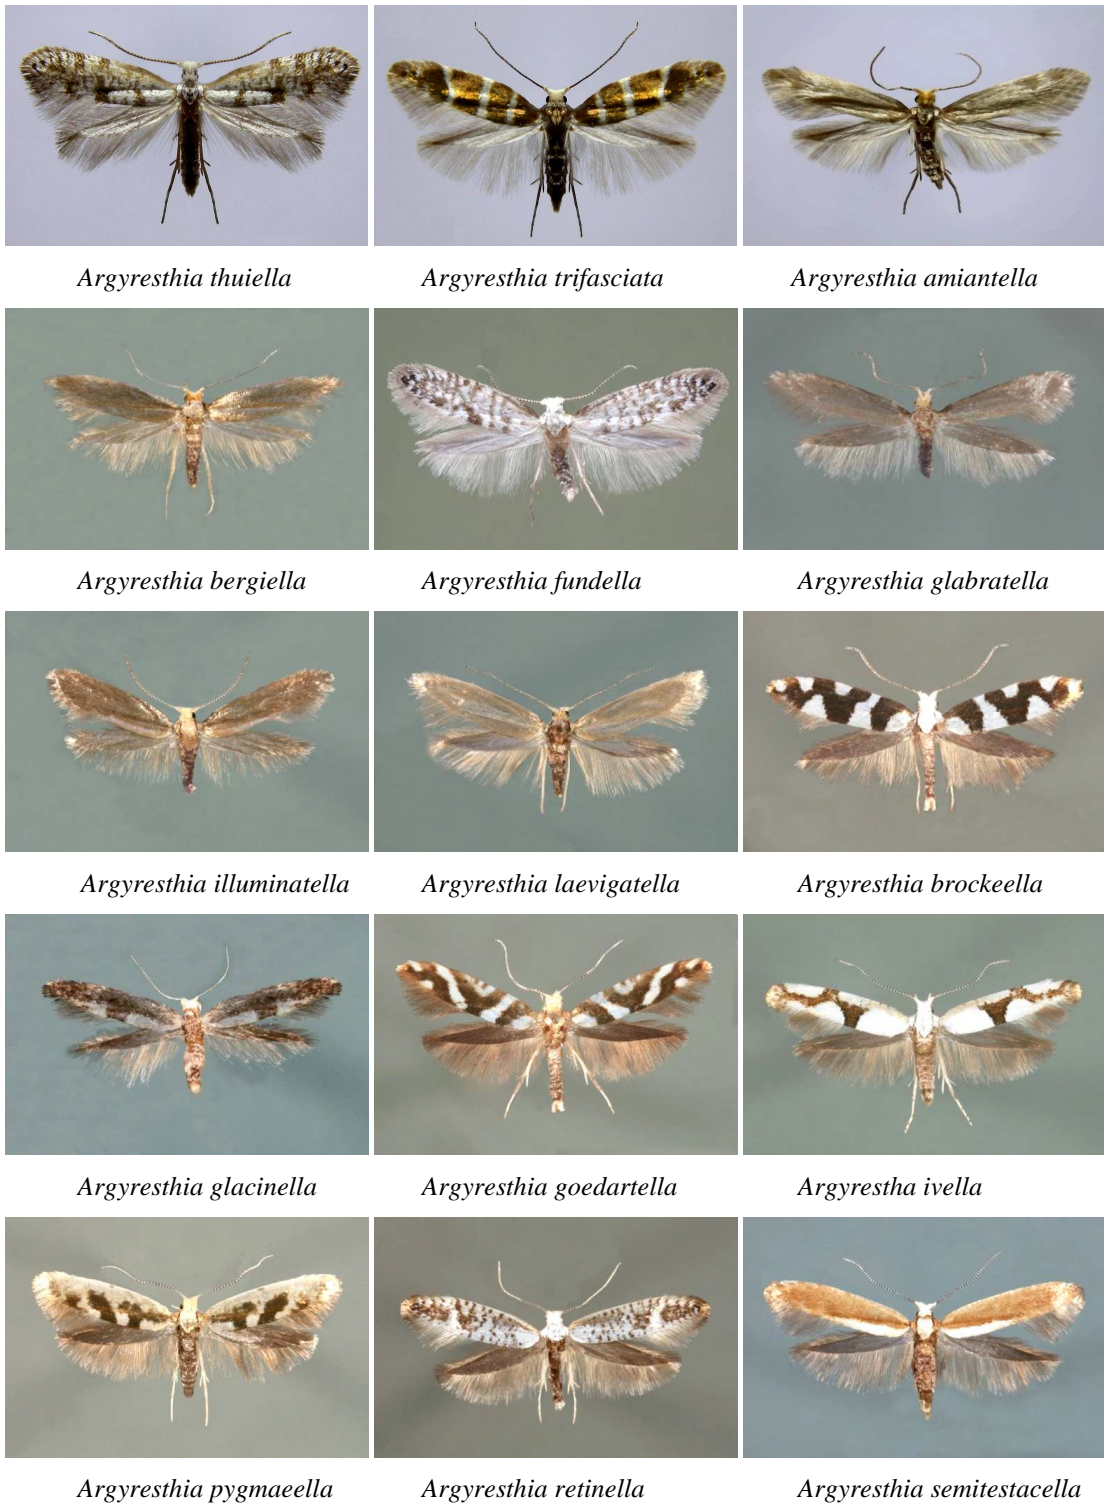 Argyresthia thuiella
Argyresthia trifasciata
Argyresthia amiantella
Argyresthia bergiella
Argyresthia fundella
Argyresthia glabratella
Argyresthia illuminatella
Argyresthia laevigatella
Argyresthia brockeella
Argyresthia glacinella
Argyresthia goedartella
Argyrestha ivella
Argyresthia pygmaeella
Argyresthia retinella
Argyresthia semitestacella